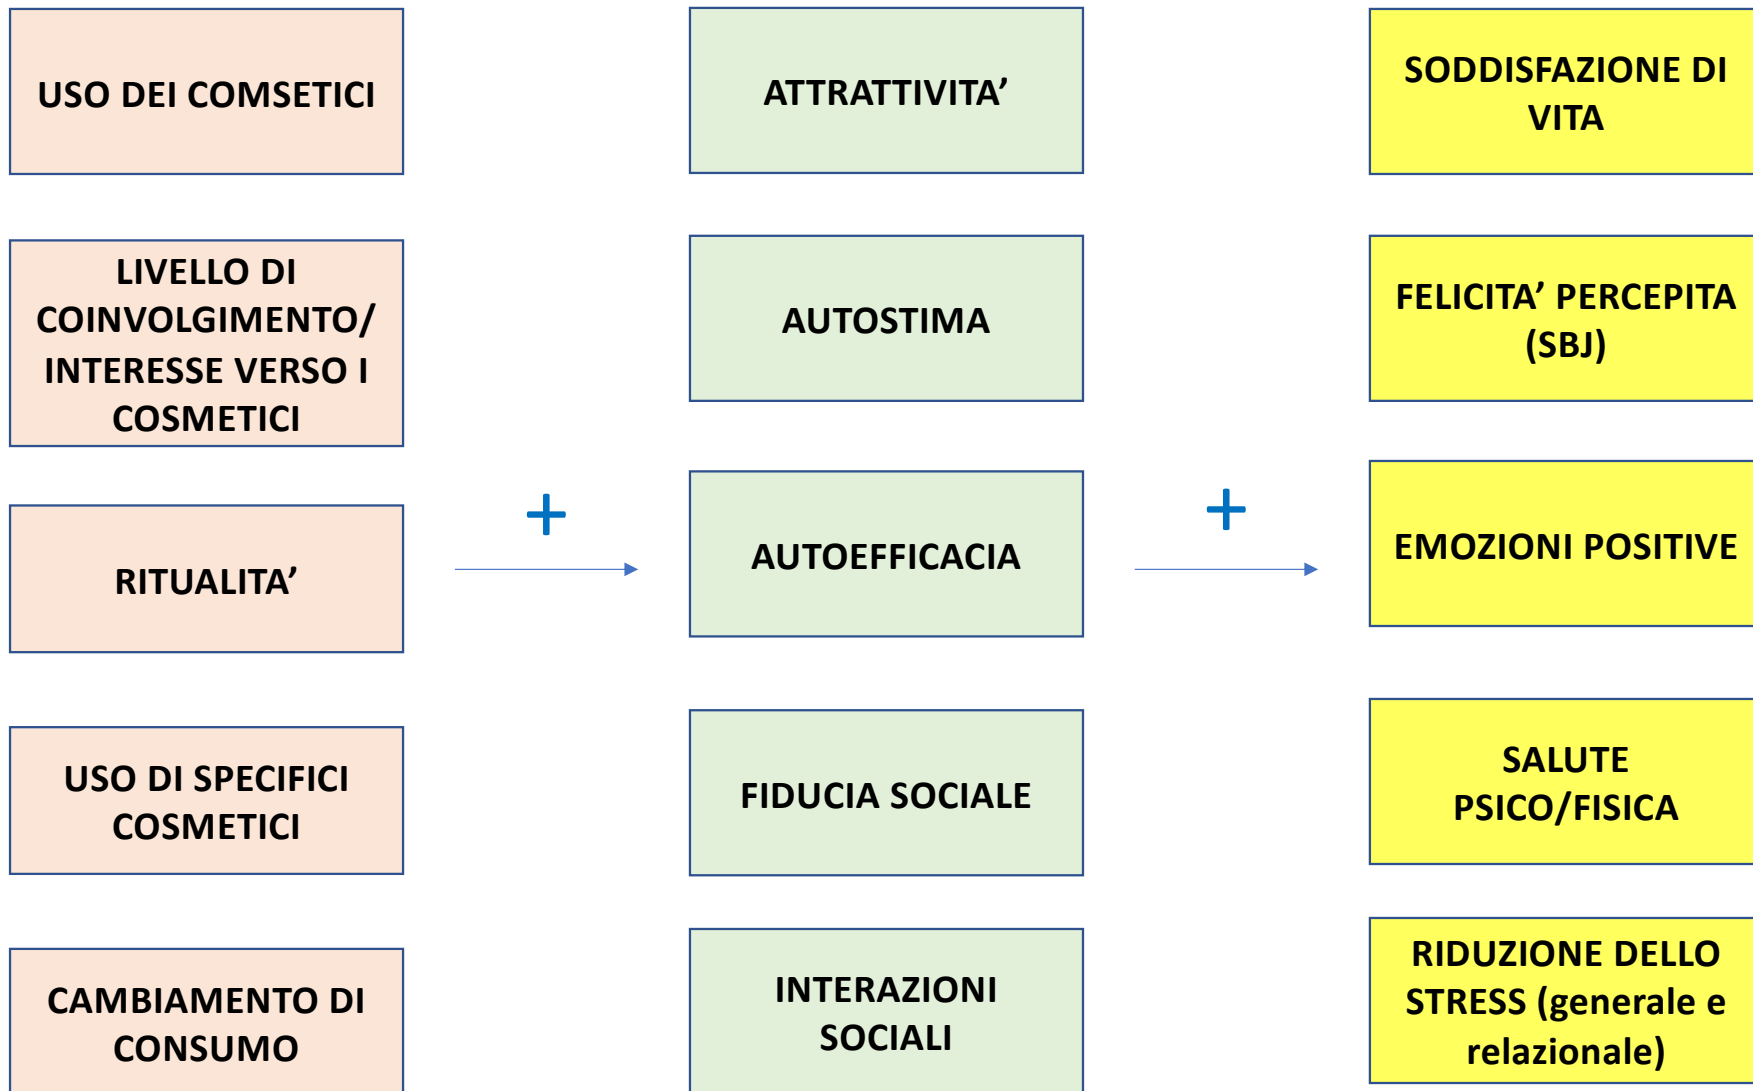 USO DEI COMSETICI
LIVELLO DI
COINVOLGIMENTO/
INTERESSE VERSO I
COSMETICI
RITUALITA’
USO DI SPECIFICI
COSMETICI
CAMBIAMENTO DI
CONSUMO
+
ATTRATTIVITA’
AUTOSTIMA
AUTOEFFICACIA
FIDUCIA SOCIALE
INTERAZIONI
SOCIALI
+
SODDISFAZIONE DI
VITA
FELICITA’ PERCEPITA
(SBJ)
EMOZIONI POSITIVE
SALUTE
PSICO/FISICA
RIDUZIONE DELLO
STRESS (generale e
relazionale)